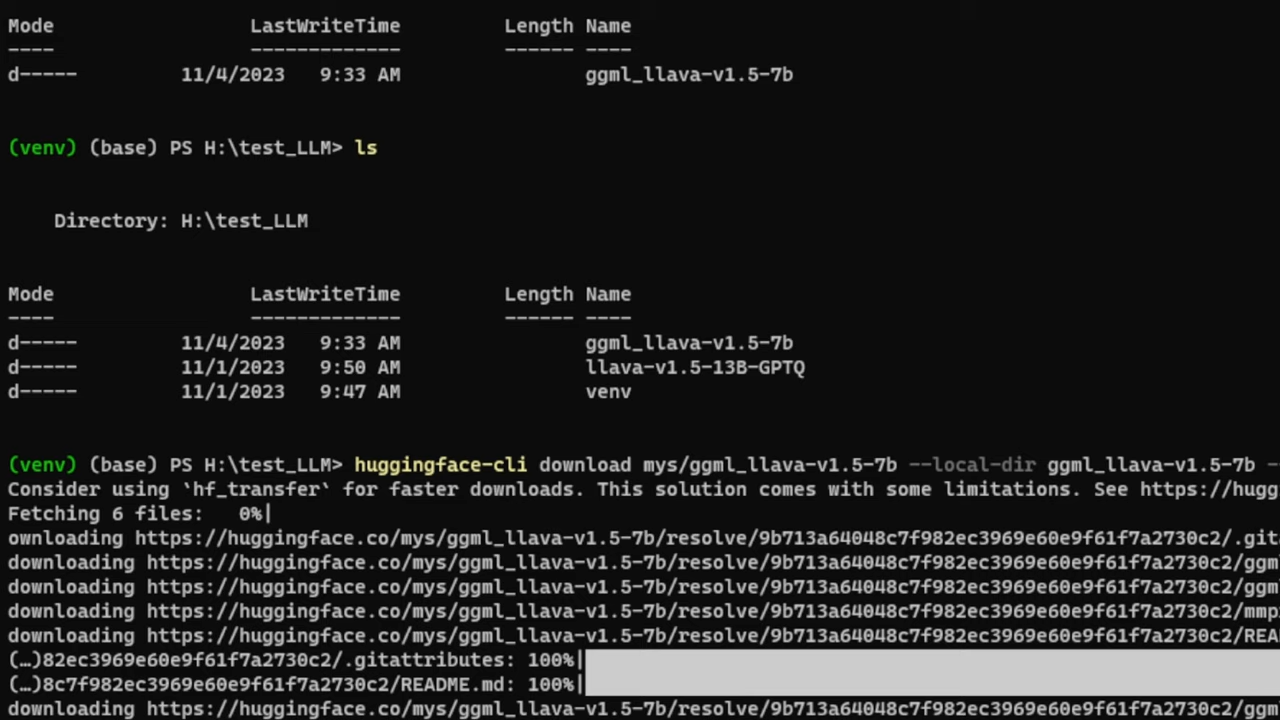 Mode LastWriteTime Length Name
---- ------------- ------ ----
d----- 11/4/2023 9:33 AM ggml_llava-v1.5-7b
(venv) (base) PS H:\test_LLM> ls
Directory: H:\test_LLM
Mode LastWriteTime Length Name
---- ------------- ------ ----
d----- 11/4/2023 9:33 AM ggml_llava-v1.5-7b
d----- 11/1/2023 9:50 AM llava-v1.5-13B-GPTQ
d----- 11/1/2023 9:47 AM venv
(venv) (base) PS H:\test_LLM> huggingface-cli download mys/ggml_llava-v1.5-7b --local-dir ggml_llava-v1.5-7b -
Consider using `hf_transfer` for faster downloads. This solution comes with some limitations. See https://hugg
Fetching 6 files: 0%|
ownloading https://huggingface.co/mys/ggml_llava-v1.5-7b/resolve/9b713a64048c7f982ec3969e60e9f61f7a2730c2/.git
downloading https://huggingface.co/mys/ggml_llava-v1.5-7b/resolve/9b713a64048c7f982ec3969e60e9f61f7a2730c2/ggm
downloading https://huggingface.co/mys/ggml_llava-v1.5-7b/resolve/9b713a64048c7f982ec3969e60e9f61f7a2730c2/ggm
downloading https://huggingface.co/mys/ggml_llava-v1.5-7b/resolve/9b713a64048c7f982ec3969e60e9f61f7a2730c2/mmp
downloading https://huggingface.co/mys/ggml_llava-v1.5-7b/resolve/9b713a64048c7f982ec3969e60e9f61f7a2730c2/REA
(…)82ec3969e60e9f61f7a2730c2/.gitattributes: 100%|
(…)8c7f982ec3969e60e9f61f7a2730c2/README.md: 100%|
downloading https://huggingface.co/mys/ggml_llava-v1.5-7b/resolve/9b713a64048c7f982ec3969e60e9f61f7a2730c2/ggm